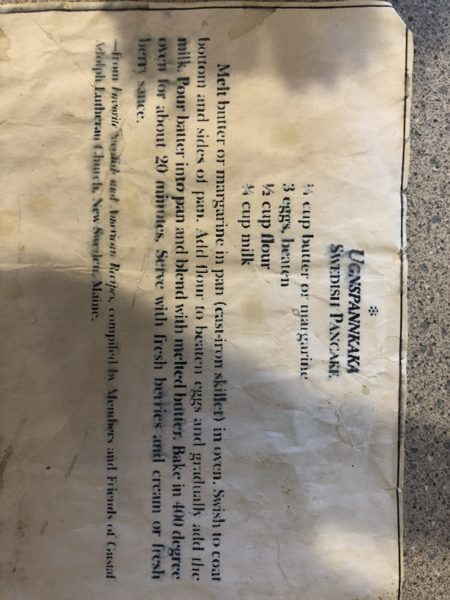 UGNSPANNKAKA
SWEDISH PANCAKE
cup butter or margarine
3 eggs, beaten
½ cup flour
¾ cup milk
Melt butter or margarine in pan (cast-iron skillet) in oven. Swish to coat
bottom and sides of pan. Add flour to beaten eggs and gradually add the
milk. Pour batter into pan and blend with melted butter. Bake in 400 degree
oven for about 20 minutes. Serve with fresh berries and cream or fresh
berry sauce.
—from Favorite Swedish and American Recipes, compiled by Members and Friends of Gustaf
Adolph Lutheran Church, New Sweden, Maine.